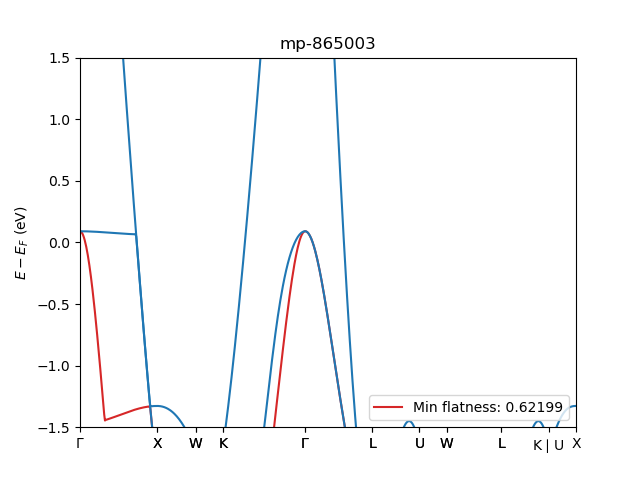 mp-865003
1.5
1.0
0.5
0.0
−0.5
−1.0
−1.5
E − E_F (eV)
Min flatness: 0.62199
Γ X W K Γ L U W L K | U X